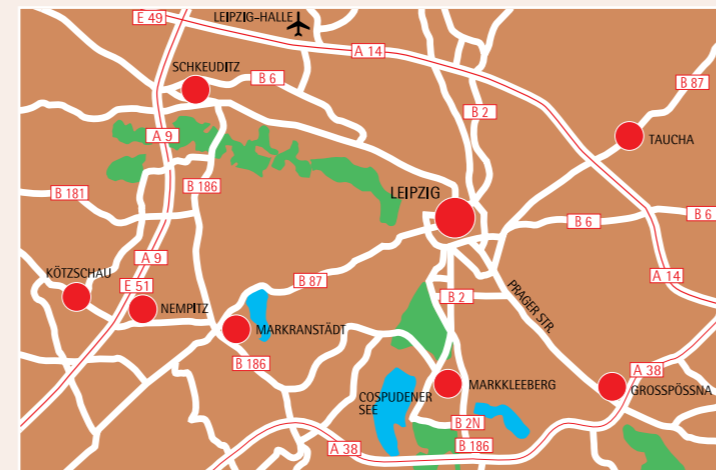 E 49
LEIPZIG-HALLE
A 14
SCHKEUDITZ
B 6
B 87
B 2
A 9
TAUCHA
B 181
B 186
LEIPZIG
B 6
B 6
A 9
KÖTZSCHAU
E 51
B 87
A 14
NEMPITZ
B 2
PRAGER STR.
MARKRANSTÄDT
B 186
A 38
COSPUDENER
SEE
MARKKLEEBERG
GROSSPÖSSNA
B 2N
A 38
B 186